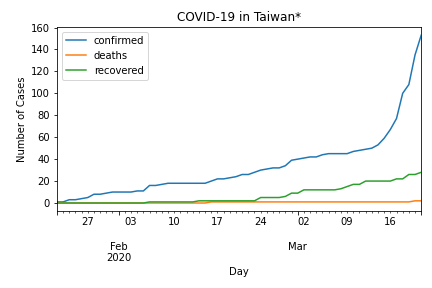 COVID-19 in Taiwan*
confirmed
deaths
recovered
Number of Cases
160
140
120
100
80
60
40
20
0
27 03 10 17 24 02 09 16
Feb Mar
2020
Day